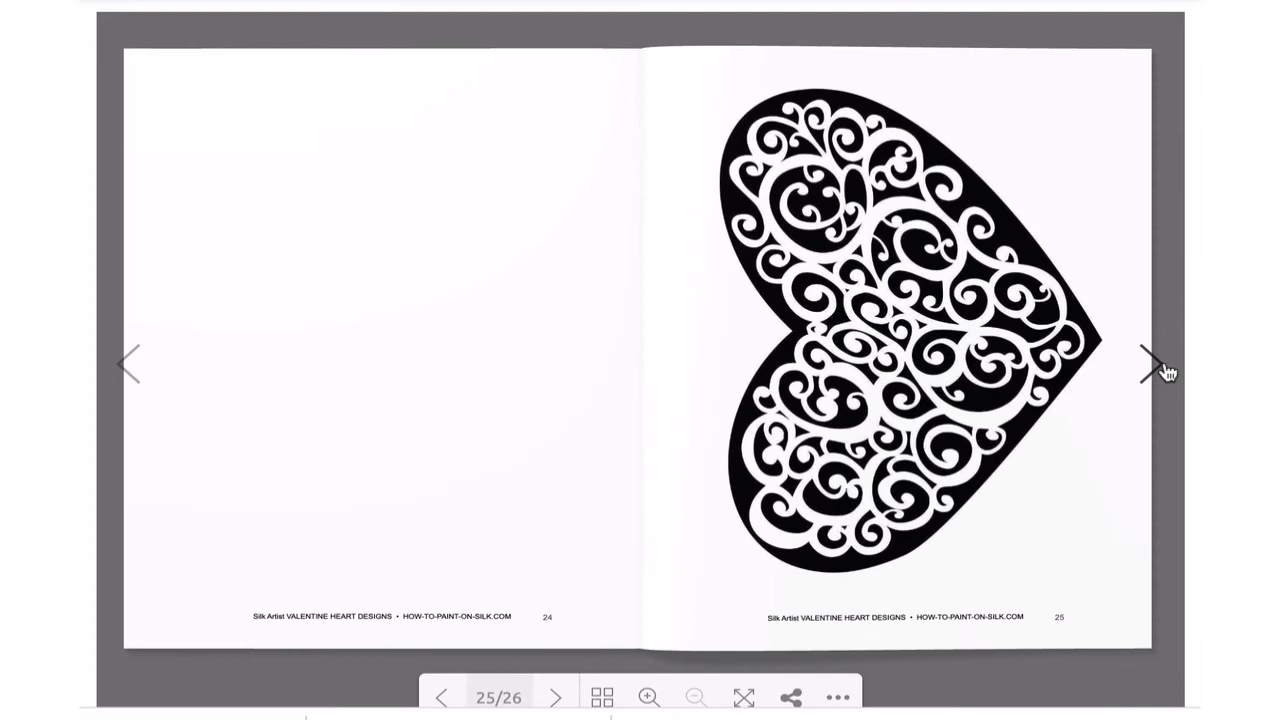 Silk Artist VALENTINE HEART DESIGNS • HOW-TO-PAINT-ON-SILK.COM 24
Silk Artist VALENTINE HEART DESIGNS • HOW-TO-PAINT-ON-SILK.COM 25
25/26